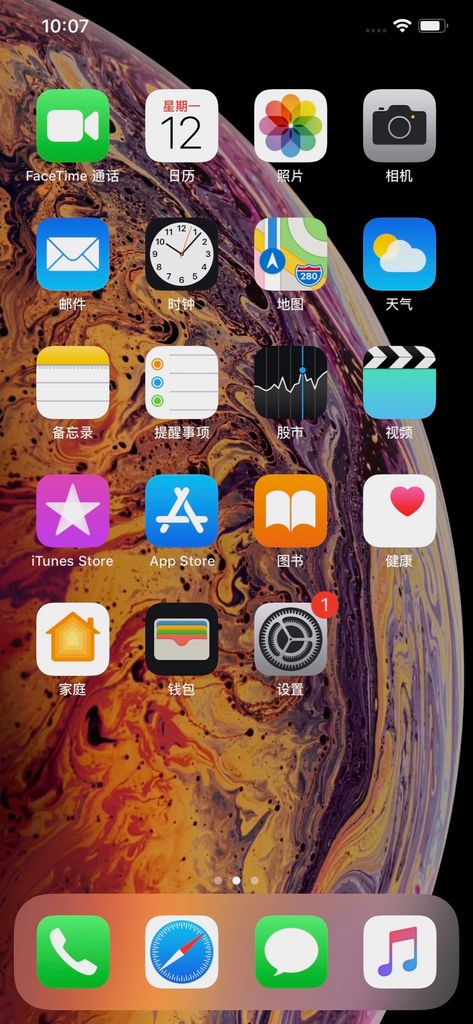 10:07
星期一
12
FaceTime 通话
日历
照片
相机
280
邮件
时钟
地图
天气
备忘录
提醒事项
股市
视频
iTunes Store
App Store
图书
健康
1
家庭
钱包
设置